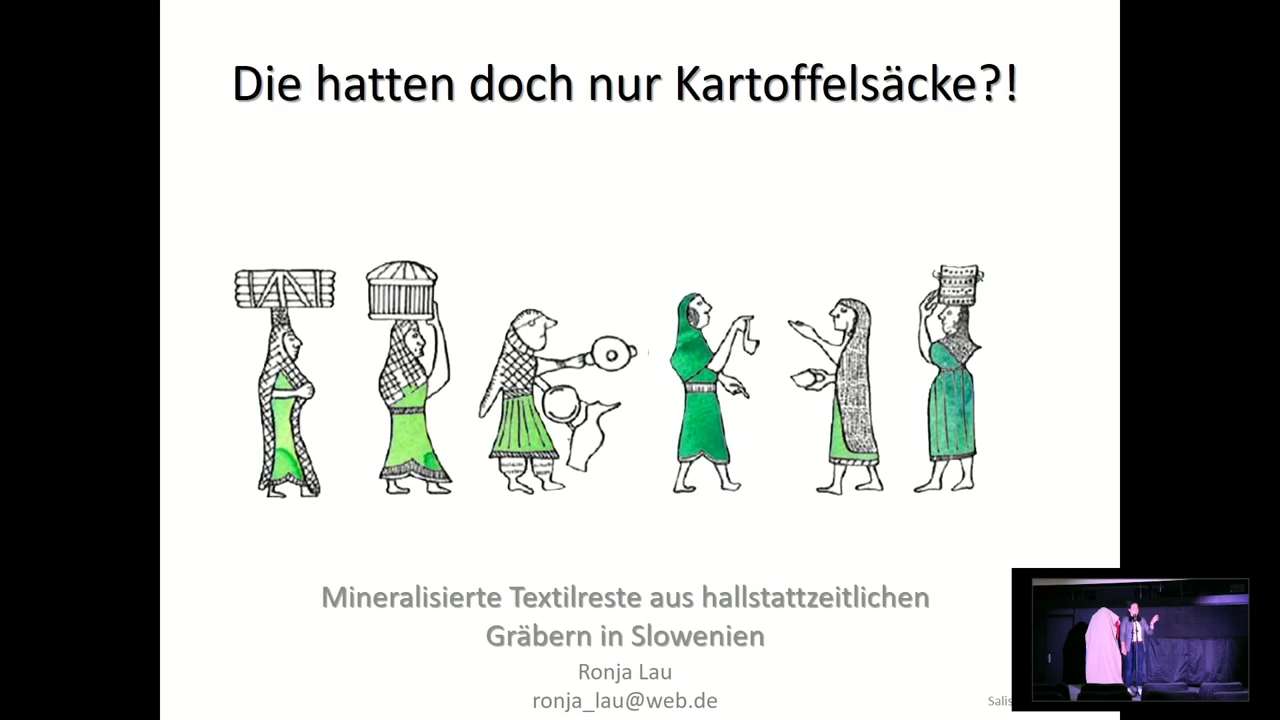 Die hatten doch nur Kartoffelsäcke?!
Mineralisierte Textilreste aus hallstattzeitlichen
Gräbern in Slowenien
Ronja Lau
ronja_lau@web.de